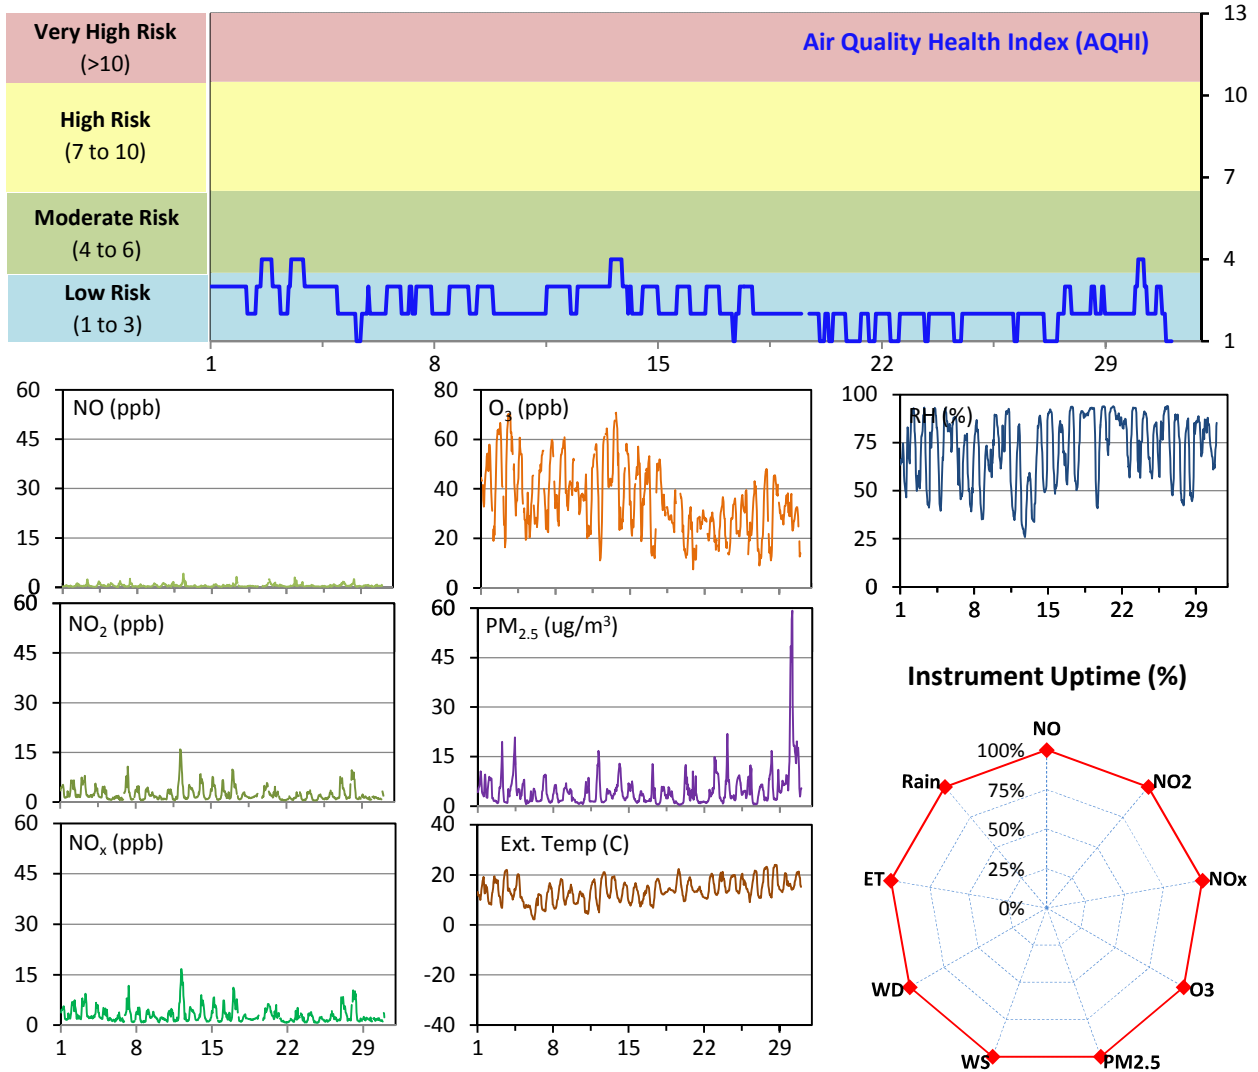 Very High Risk
(>10)
High Risk
(7 to 10)
Moderate Risk
(4 to 6)
Low Risk
(1 to 3)
Air Quality Health Index (AQHI)
13
10
7
4
1
1 8 15 22 29
NO (ppb)
60
45
30
15
0
O3 (ppb)
80
60
40
20
0
RH (%)
100
75
50
25
0
1 8 15 22 29
NO2 (ppb)
60
45
30
15
0
PM2.5 (ug/m³)
60
45
30
15
0
NOx (ppb)
60
45
30
15
0
1 8 15 22 29
Ext. Temp (C)
40
20
0
-20
-40
1 8 15 22 29
Instrument Uptime (%)
NO
NO2
NOx
O3
PM2.5
WS
WD
ET
Rain
100%
75%
50%
25%
0%